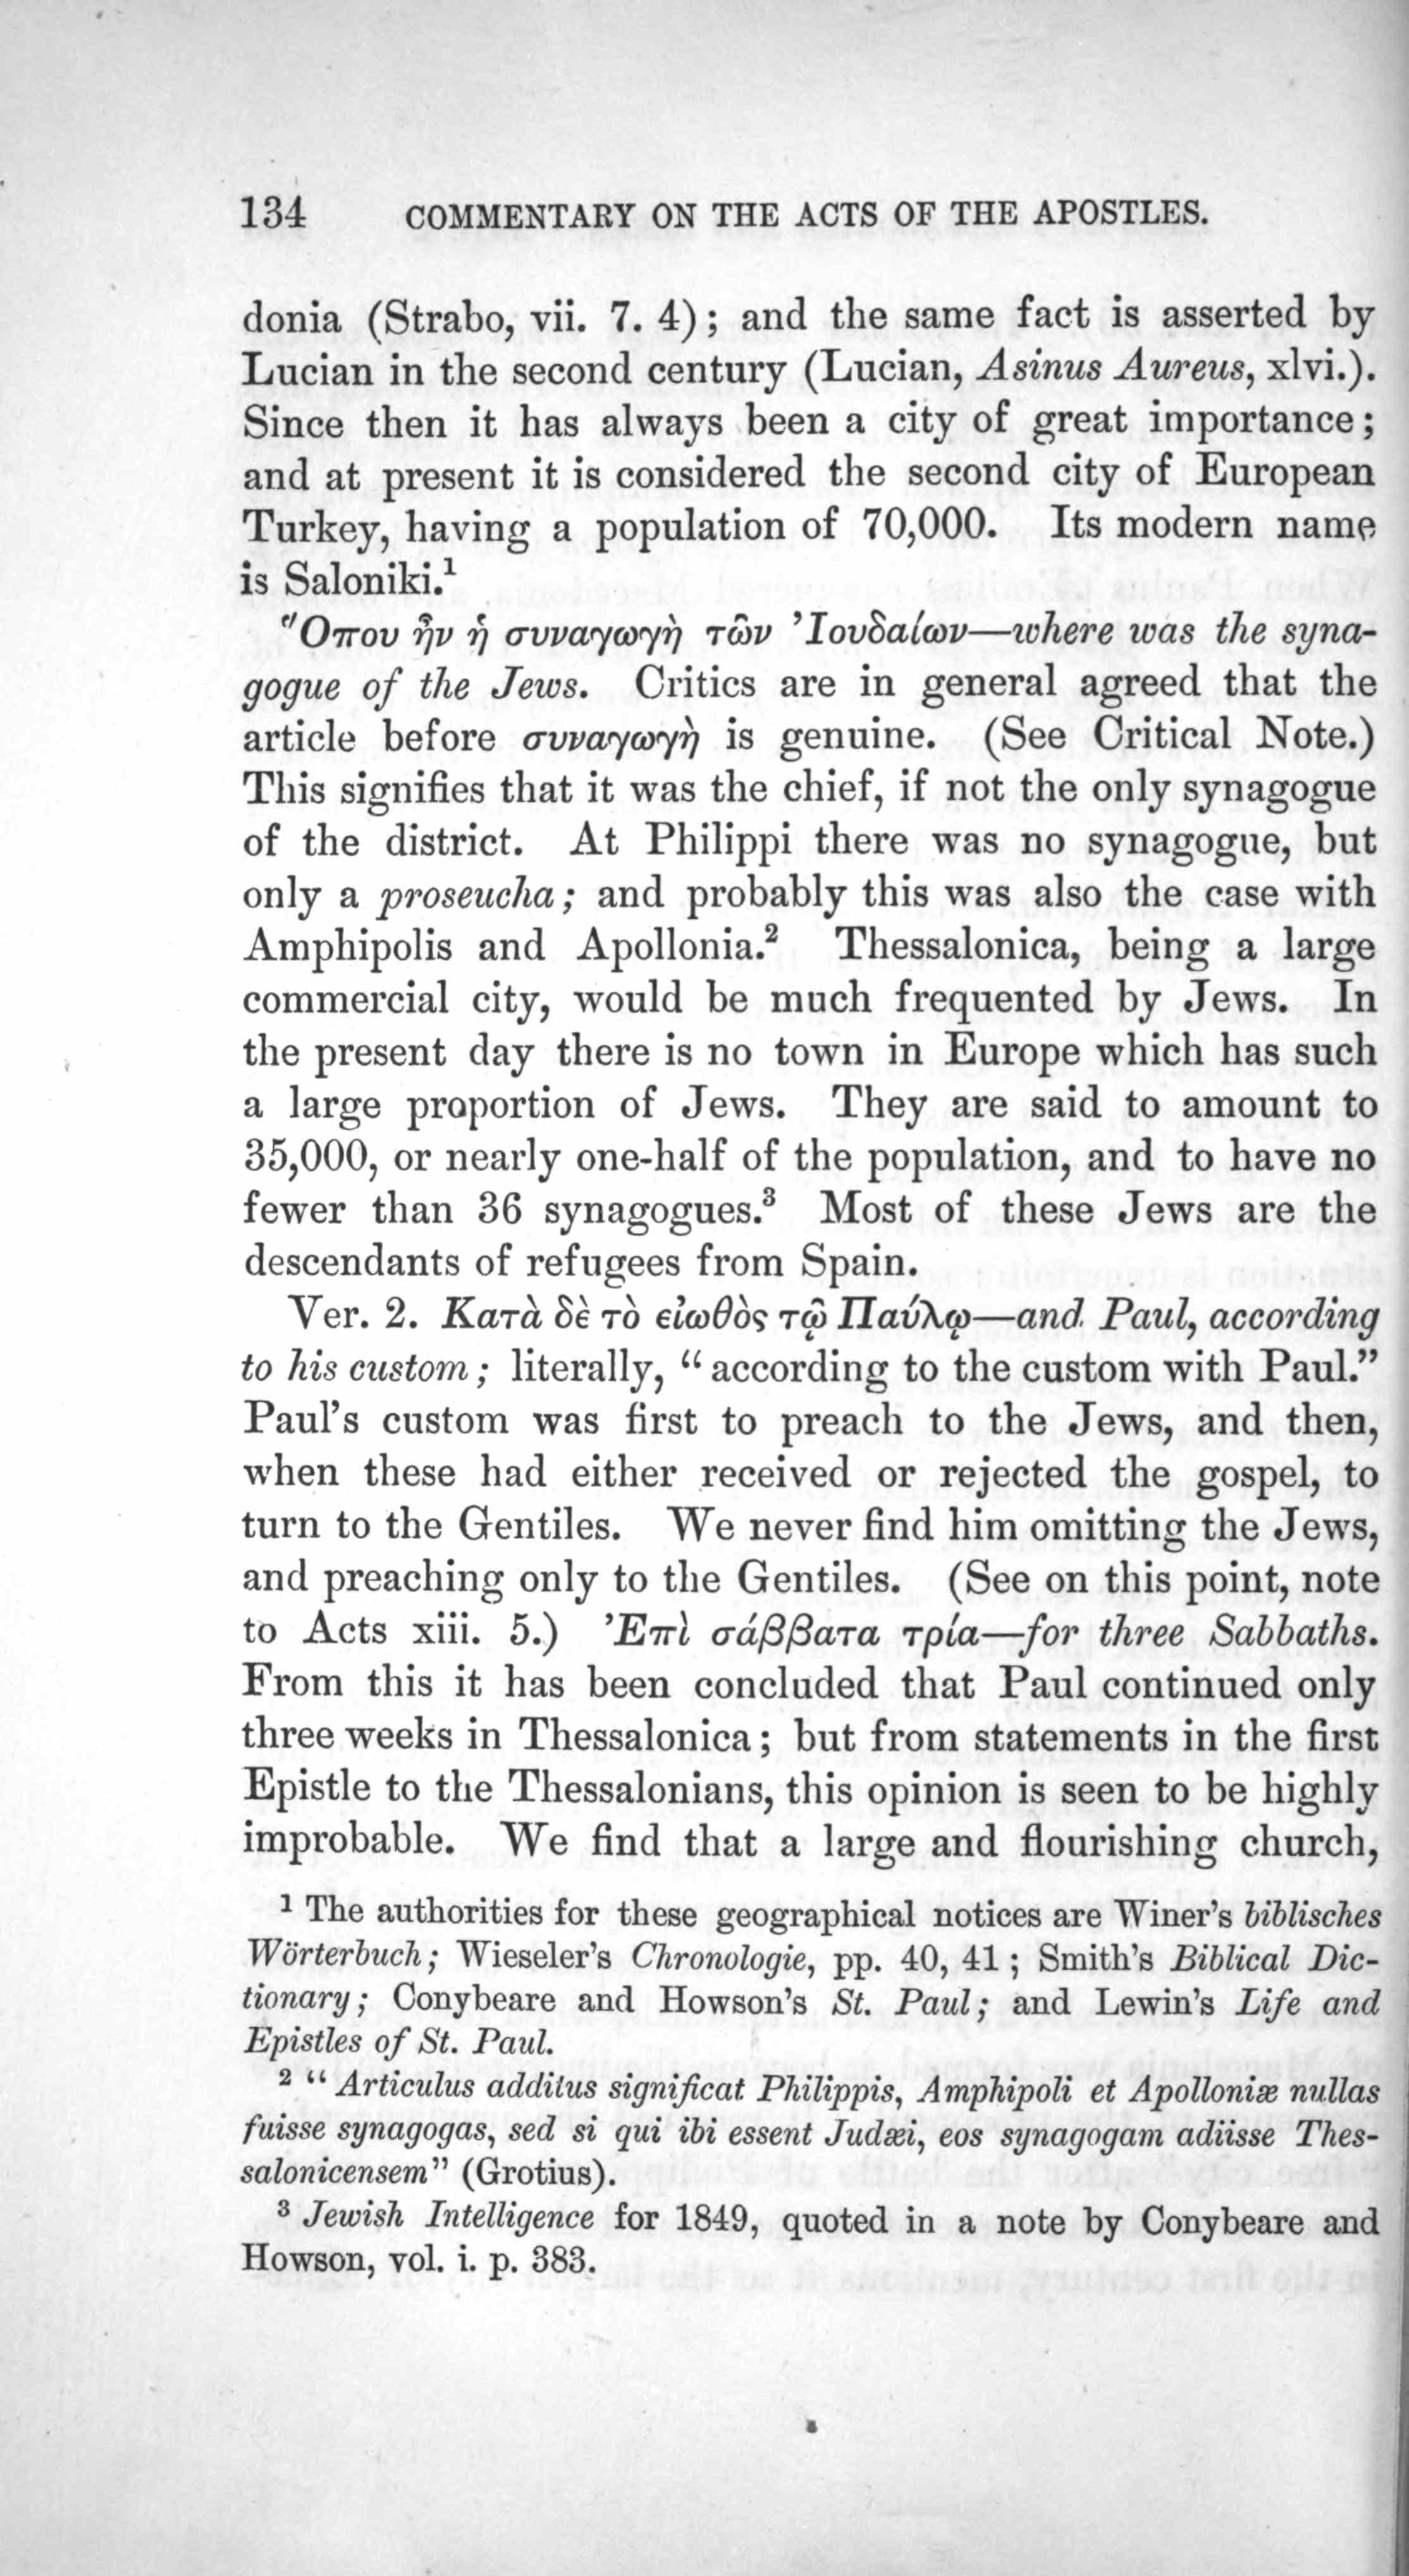 134 COMMENTARY ON THE ACTS OF THE APOSTLES.
donia (Strabo, vii. 7. 4); and the same fact is asserted by
Lucian in the second century (Lucian, Asinus Aureus, xlvi.).
Since then it has always been a city of great importance;
and at present it is considered the second city of European
Turkey, having a population of 70,000. Its modern name
is Saloniki.¹
Ὅπου ἦν ἡ συναγωγὴ τῶν Ἰουδαίων—where was the syna-
gogue of the Jews. Critics are in general agreed that the
article before συναγωγὴ is genuine. (See Critical Note.)
This signifies that it was the chief, if not the only synagogue
of the district. At Philippi there was no synagogue, but
only a proseucha; and probably this was also the case with
Amphipolis and Apollonia.² Thessalonica, being a large
commercial city, would be much frequented by Jews. In
the present day there is no town in Europe which has such
a large proportion of Jews. They are said to amount to
35,000, or nearly one-half of the population, and to have no
fewer than 36 synagogues.³ Most of these Jews are the
descendants of refugees from Spain.
Ver. 2. Κατὰ δὲ τὸ εἰωθὸς τῷ Παύλῳ—and Paul, according
to his custom; literally, “according to the custom with Paul.”
Paul’s custom was first to preach to the Jews, and then,
when these had either received or rejected the gospel, to
turn to the Gentiles. We never find him omitting the Jews,
and preaching only to the Gentiles. (See on this point, note
to Acts xiii. 5.) Ἐπὶ σάββατα τρία—for three Sabbaths.
From this it has been concluded that Paul continued only
three weeks in Thessalonica; but from statements in the first
Epistle to the Thessalonians, this opinion is seen to be highly
improbable. We find that a large and flourishing church,
¹ The authorities for these geographical notices are Winer’s biblisches
Wörterbuch; Wieseler’s Chronologie, pp. 40, 41; Smith’s Biblical Dic-
tionary; Conybeare and Howson’s St. Paul; and Lewin’s Life and
Epistles of St. Paul.
² “Articulus additus significat Philippis, Amphipoli et Apolloniæ nullas
fuisse synagogas, sed si qui ibi essent Judæi, eos synagogam adiisse Thes-
salonicensem” (Grotius).
³ Jewish Intelligence for 1849, quoted in a note by Conybeare and
Howson, vol. i. p. 383.